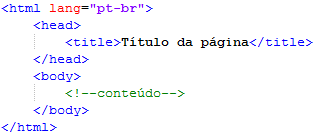 <html lang="pt-br">
<head>
<title>Título da página</title>
</head>
<body>
<!--conteúdo-->
</body>
</html>